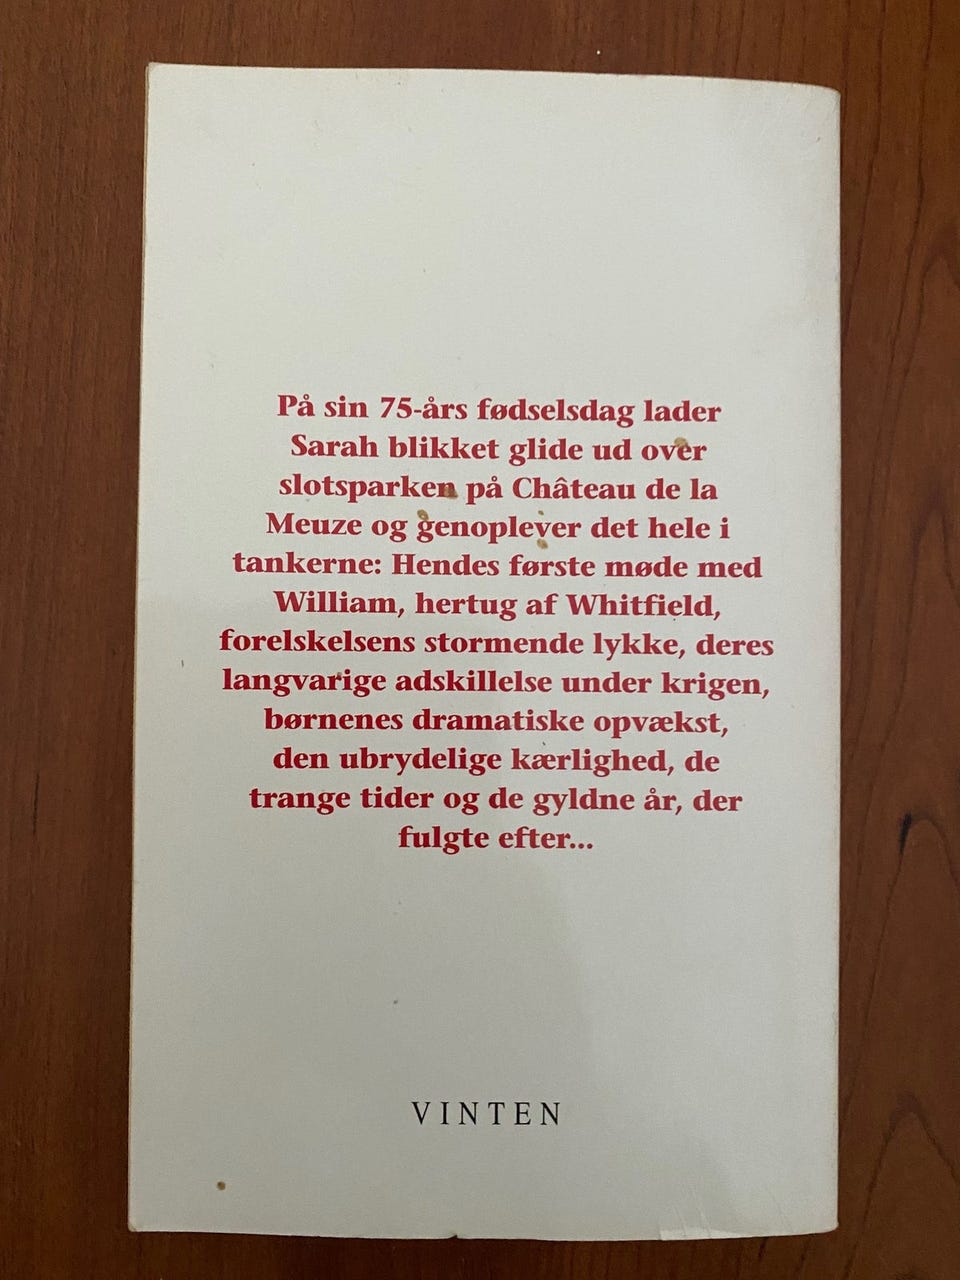 På sin 75-års fødselsdag lader
Sarah blikket glide ud over
slotsparken på Château de la
Meuze og genoplever det hele i
tankerne: Hendes første møde med
William, hertug af Whitfield,
forelskelsens stormende lykke, deres
langvarige adskillelse under krigen,
børnenes dramatiske opvækst,
den ubrydelige kærlighed, de
trange tider og de gyldne år, der
fulgte efter...
VINTEN